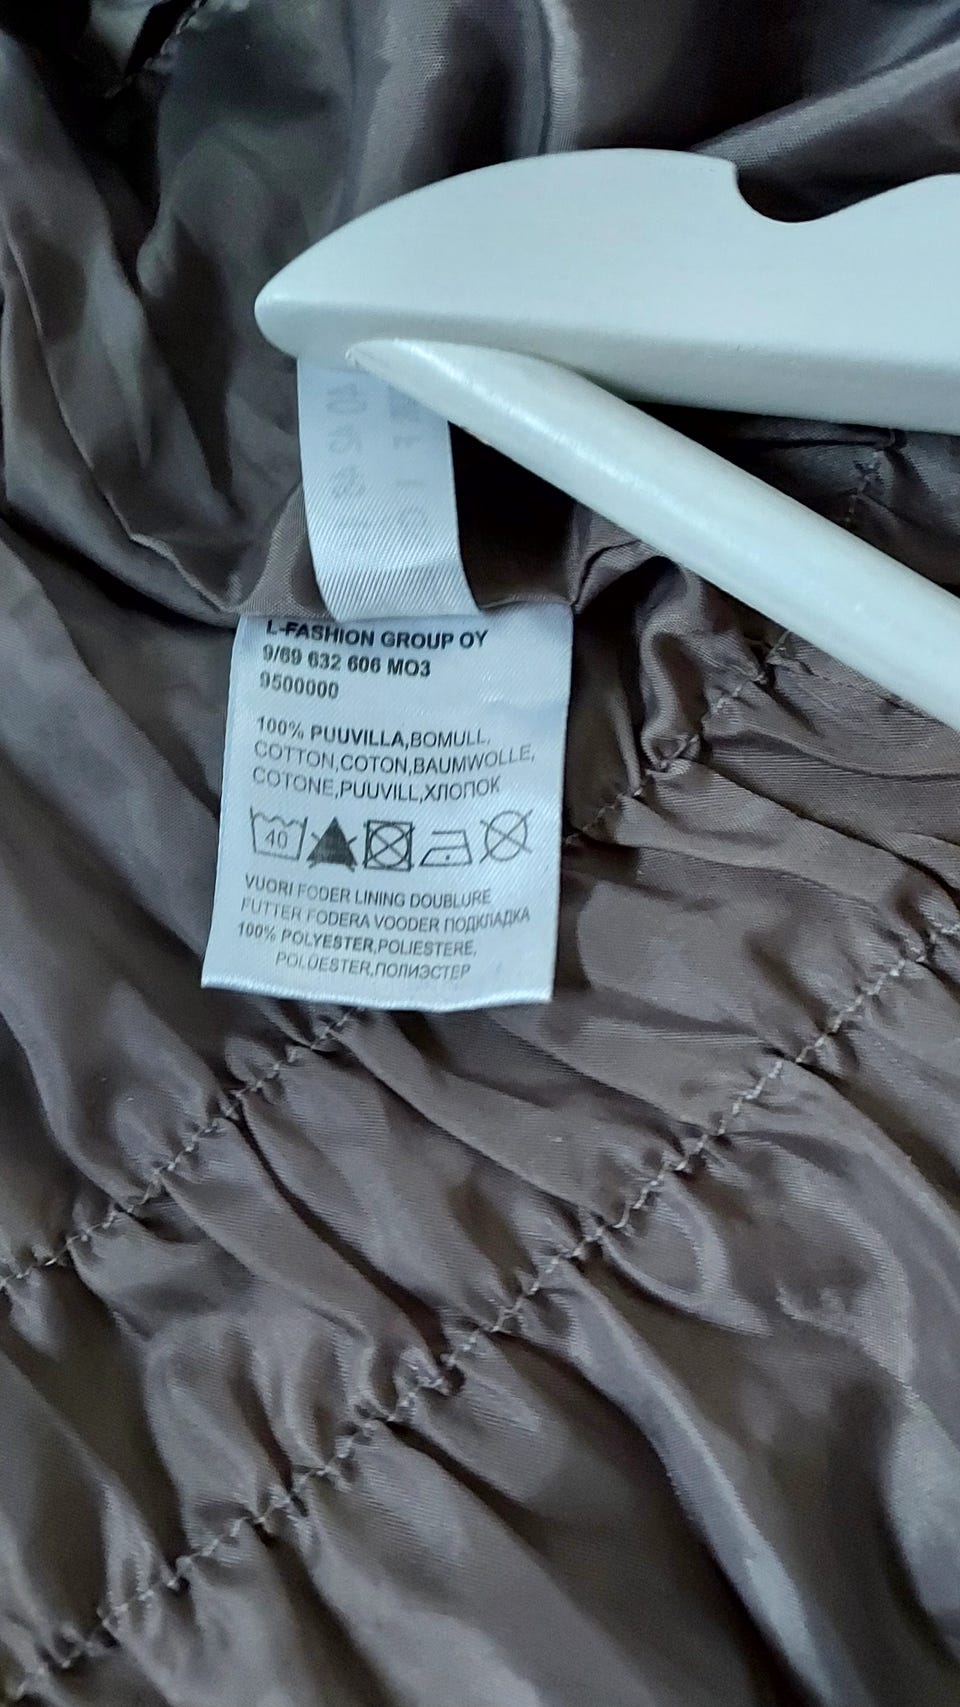 L-FASHION GROUP OY
9/69 632 606 MO3
9500000
100% PUUVILLA,BOMULL,
COTTON,COTON,BAUMWOLLE,
COTONE,PUUVILL,ХЛОПОК
40
VUORI FODER LINING DOUBLURE
FUTTER FODERA VOODER ПОДКЛАДКА
100% POLYESTER,POLIESTERE,
POLÜESTER,ПОЛИЭСТЕР